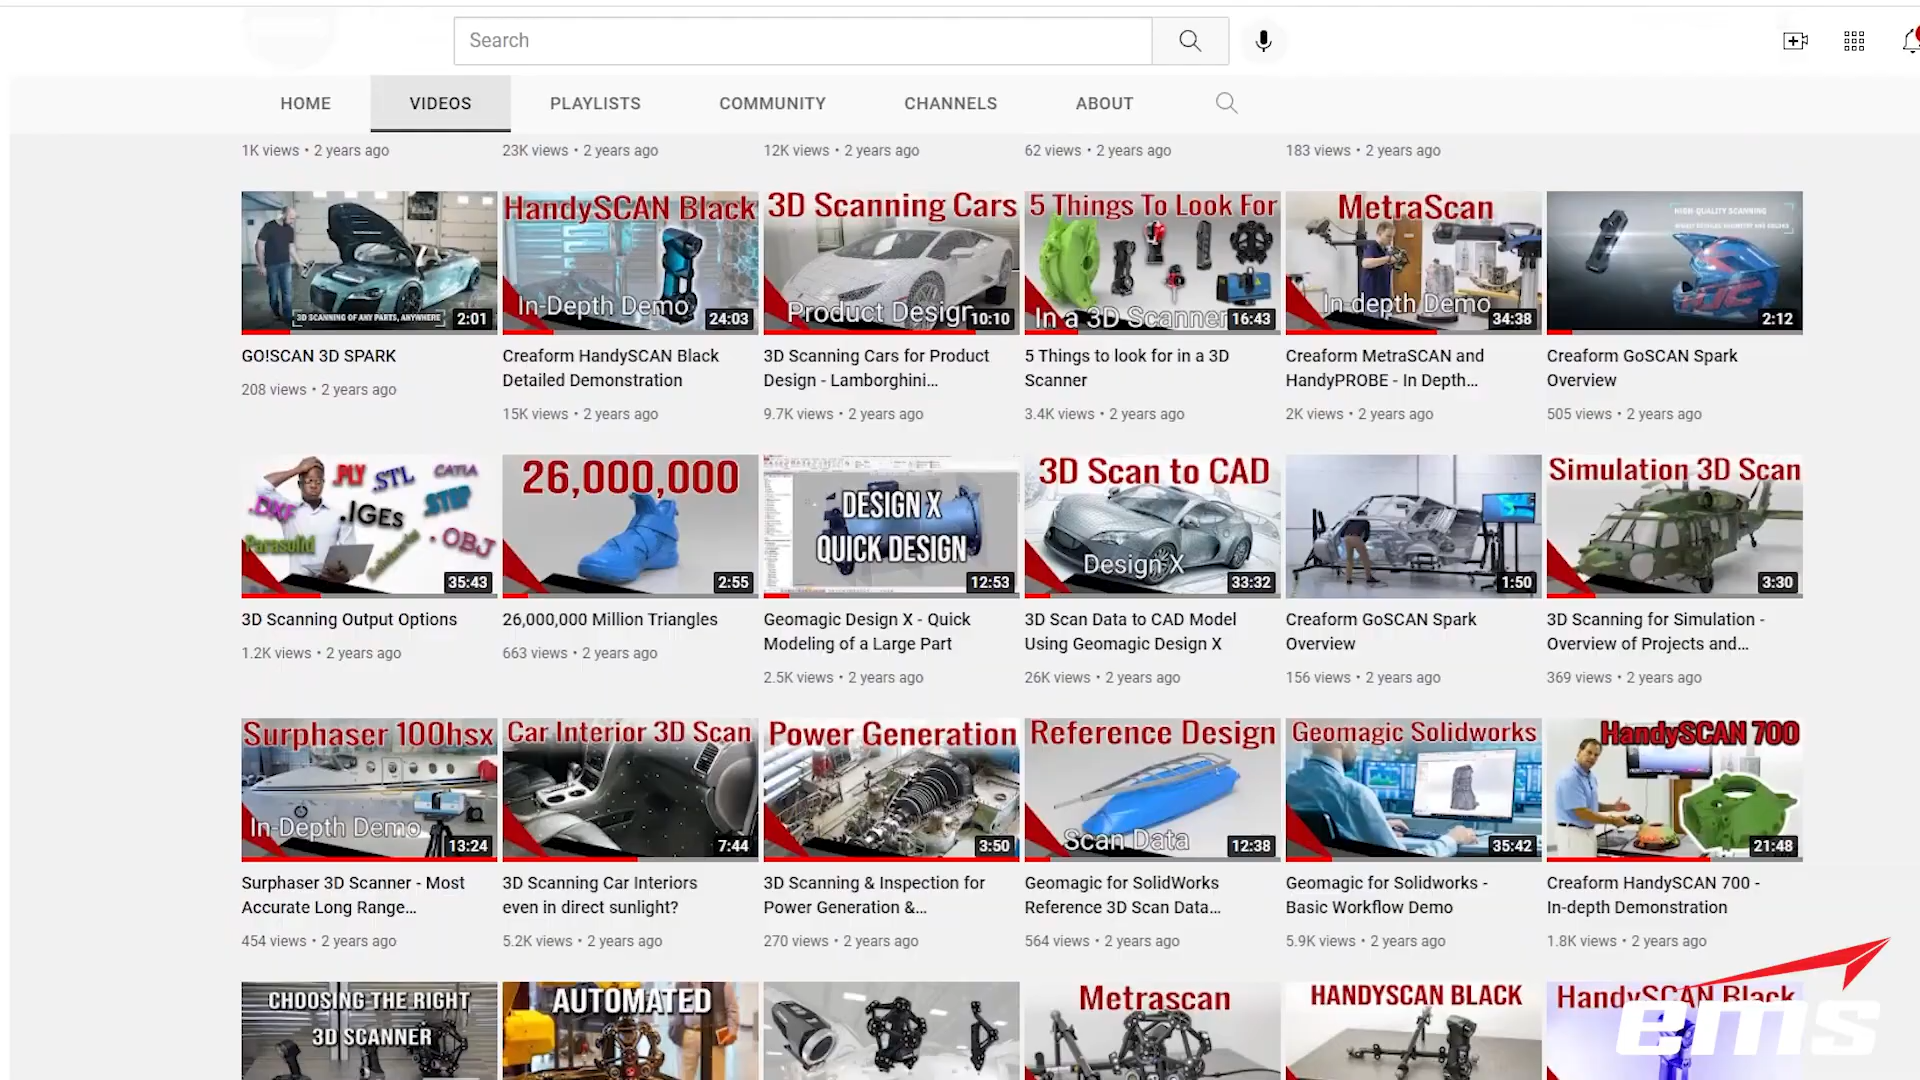 Search
HOME VIDEOS PLAYLISTS COMMUNITY CHANNELS ABOUT
1K views • 2 years ago
23K views • 2 years ago
12K views • 2 years ago
62 views • 2 years ago
183 views • 2 years ago
3D SCANNING OF ANY PARTS, ANYWHERE
2:01
HandySCAN Black
In-Depth Demo
24:03
3D Scanning Cars
Product Design
10:10
5 Things To Look For
In a 3D Scanner
16:43
MetraScan
In-depth Demo
34:38
HIGH-QUALITY SCANNING
2:12
GO!SCAN 3D SPARK
208 views • 2 years ago
Creaform HandySCAN Black
Detailed Demonstration
15K views • 2 years ago
3D Scanning Cars for Product
Design - Lamborghini...
9.7K views • 2 years ago
5 Things to look for in a 3D
Scanner
3.4K views • 2 years ago
Creaform MetraSCAN and
HandyPROBE - In Depth...
2K views • 2 years ago
Creaform GoSCAN Spark
Overview
505 views • 2 years ago
.PLY
.STL
CATIA
.DXF
.IGES
STEP
Parasolid
Solidworks
.OBJ
35:43
26,000,000
2:55
DESIGN X
QUICK DESIGN
12:53
3D Scan to CAD
Design X
33:32
1:50
Simulation 3D Scan
3:30
3D Scanning Output Options
1.2K views • 2 years ago
26,000,000 Million Triangles
663 views • 2 years ago
Geomagic Design X - Quick
Modeling of a Large Part
2.5K views • 2 years ago
3D Scan Data to CAD Model
Using Geomagic Design X
26K views • 2 years ago
Creaform GoSCAN Spark
Overview
156 views • 2 years ago
3D Scanning for Simulation -
Overview of Projects and...
369 views • 2 years ago
Surphaser 100hsx
In-Depth Demo
13:24
Car Interior 3D Scan
7:44
Power Generation
3:50
Reference Design
Scan Data
12:38
Geomagic Solidworks
35:42
HandySCAN 700
21:48
Surphaser 3D Scanner - Most
Accurate Long Range...
454 views • 2 years ago
3D Scanning Car Interiors
even in direct sunlight?
5.2K views • 2 years ago
3D Scanning & Inspection for
Power Generation &...
270 views • 2 years ago
Geomagic for SolidWorks
Reference 3D Scan Data...
564 views • 2 years ago
Geomagic for Solidworks -
Basic Workflow Demo
5.9K views • 2 years ago
Creaform HandySCAN 700 -
In-depth Demonstration
1.8K views • 2 years ago
CHOOSING THE RIGHT
3D SCANNER
AUTOMATED
Metrascan
HANDYSCAN BLACK
HandySCAN Black
ems